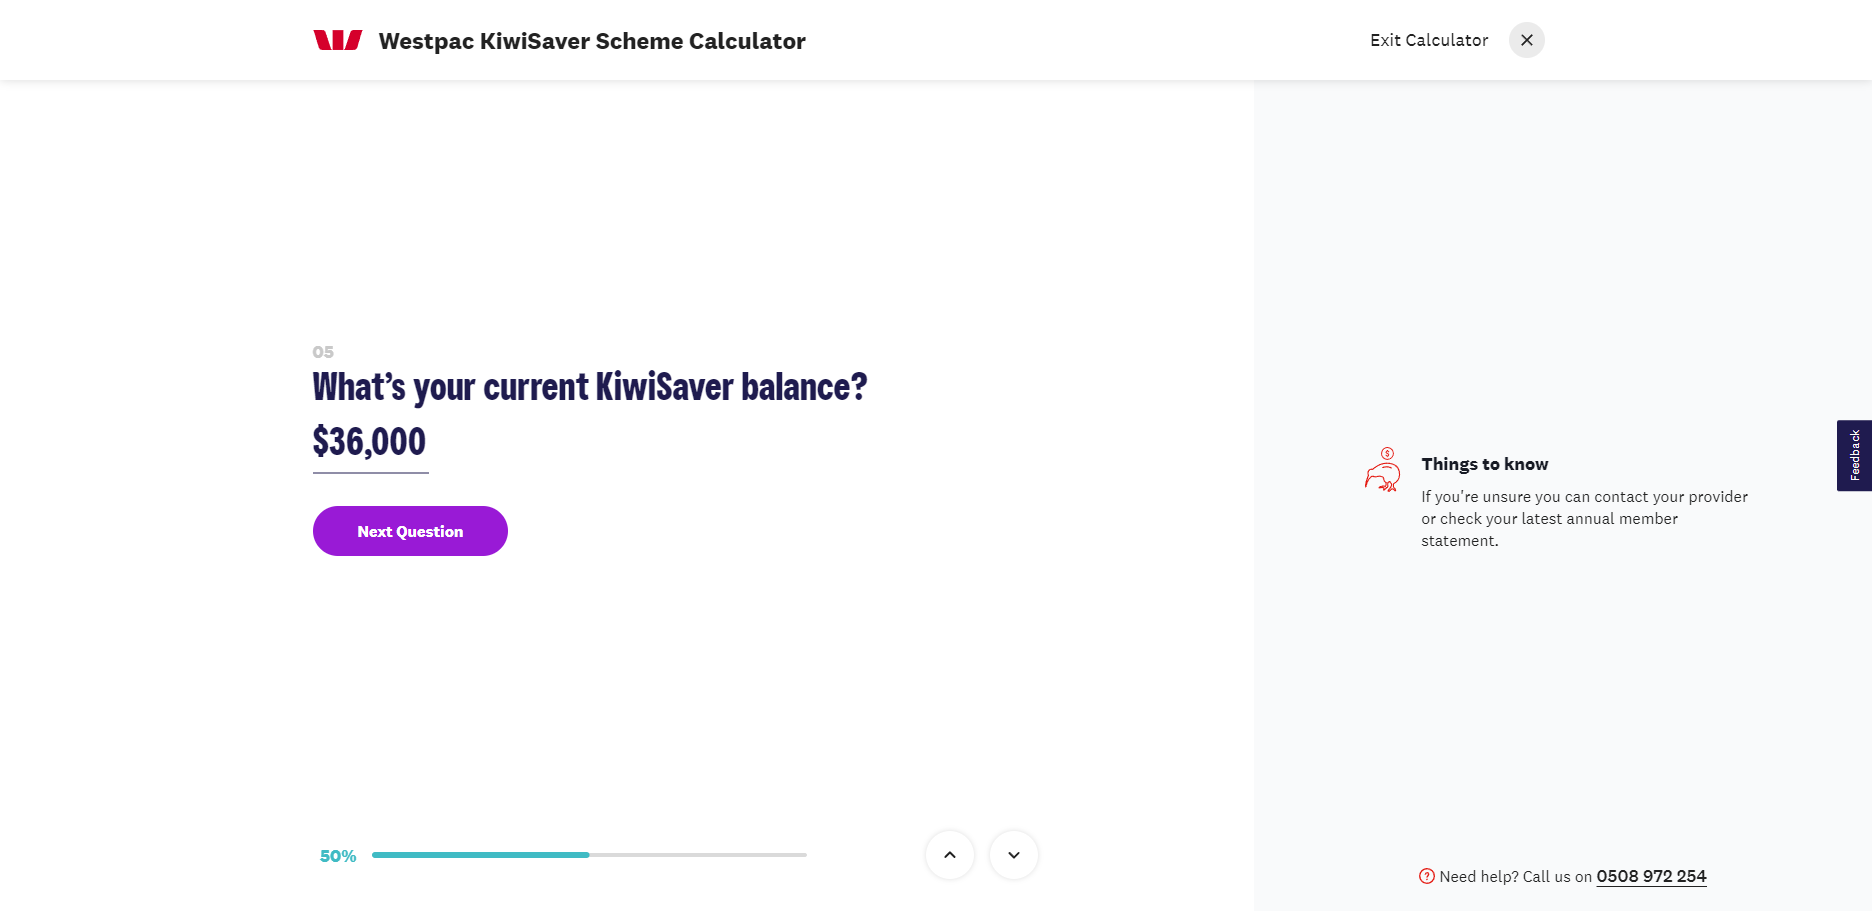 Westpac KiwiSaver Scheme Calculator
Exit Calculator
05
What's your current KiwiSaver balance?
$36,000
Next Question
Things to know
If you're unsure you can contact your provider
or check your latest annual member
statement.
Feedback
50%
Need help? Call us on 0508 972 254